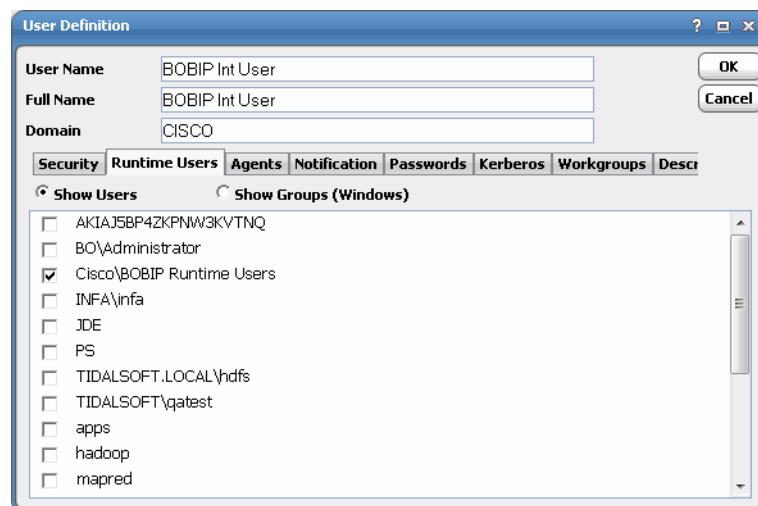 User Definition ?
User Name BOBIP Int User OK
Full Name BOBIP Int User Cancel
Domain CISCO
Security Runtime Users Agents Notification Passwords Kerberos Workgroups Descr
Show Users Show Groups (Windows)
AKIAJ5BP4ZKPNW3KVTNQ
BO\Administrator
Cisco\BOBIP Runtime Users
INFA\infa
JDE
PS
TIDALSOFT.LOCAL\hdfs
TIDALSOFT\qatest
apps
hadoop
mapred